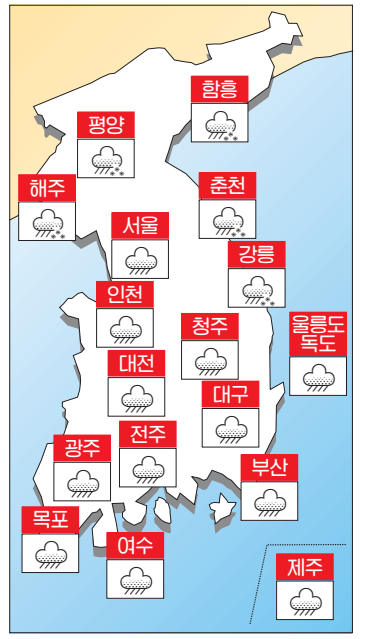 함흥
평양
해주
춘천
서울
강릉
인천
울릉도
독도
청주
대전
대구
전주
광주
부산
목포
여수
제주